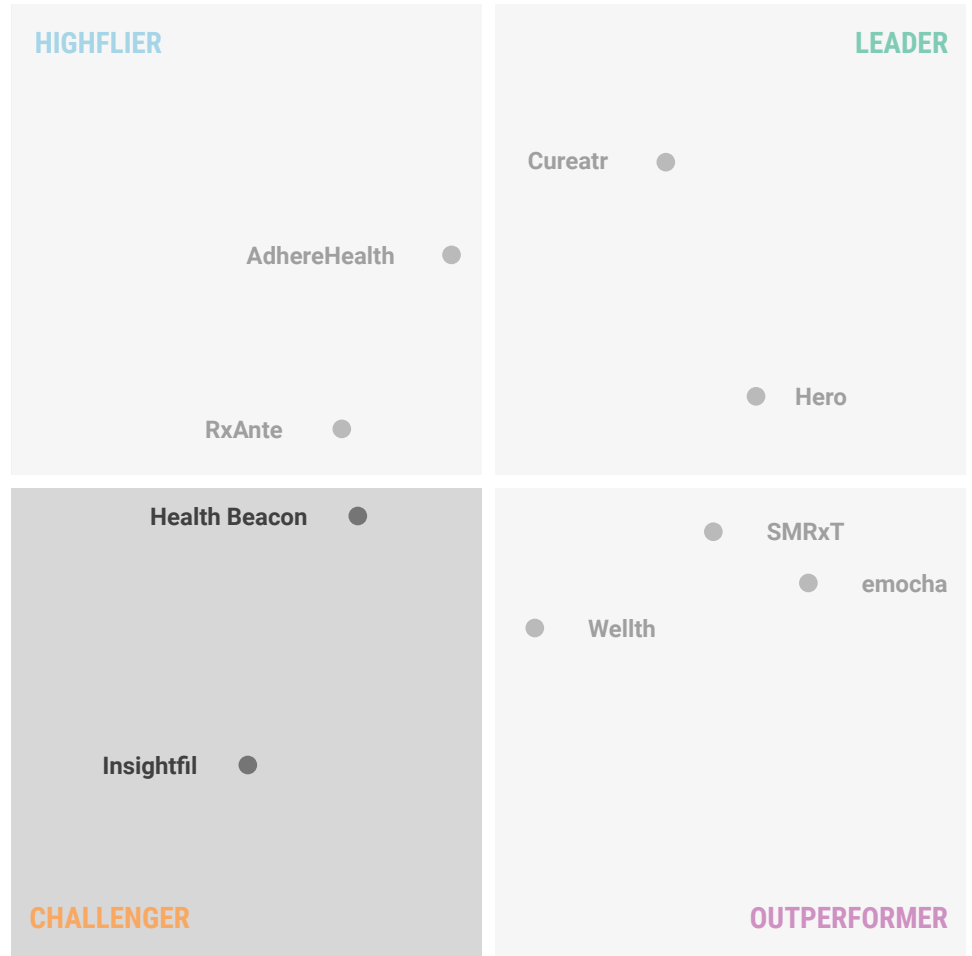 HIGHFLIER
LEADER
Cureatr
AdhereHealth
Hero
RxAnte
Health Beacon
SMRxT
emocha
Wellth
Insightfil
CHALLENGER
OUTPERFORMER